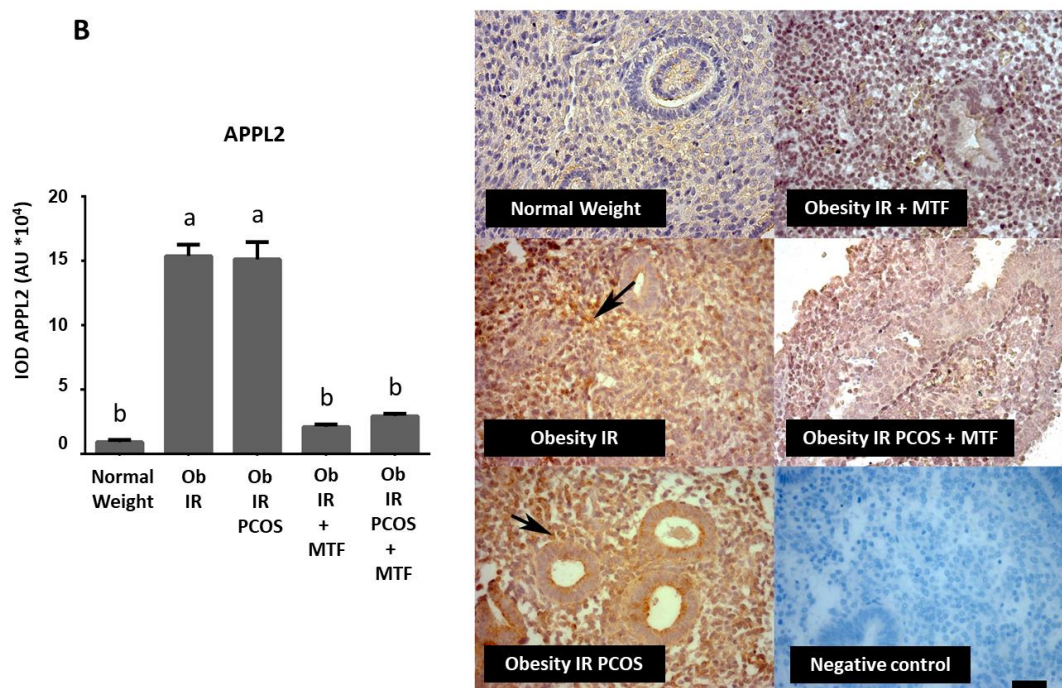 B
APPL2
IOD APPL2 (AU *10⁴)
20
15
10
5
0
b
a
a
b
b
Normal
Weight
Ob
IR
Ob
IR
PCOS
Ob
IR
+
MTF
Ob
IR
PCOS
+
MTF
Normal Weight
Obesity IR + MTF
Obesity IR
Obesity IR PCOS + MTF
Obesity IR PCOS
Negative control